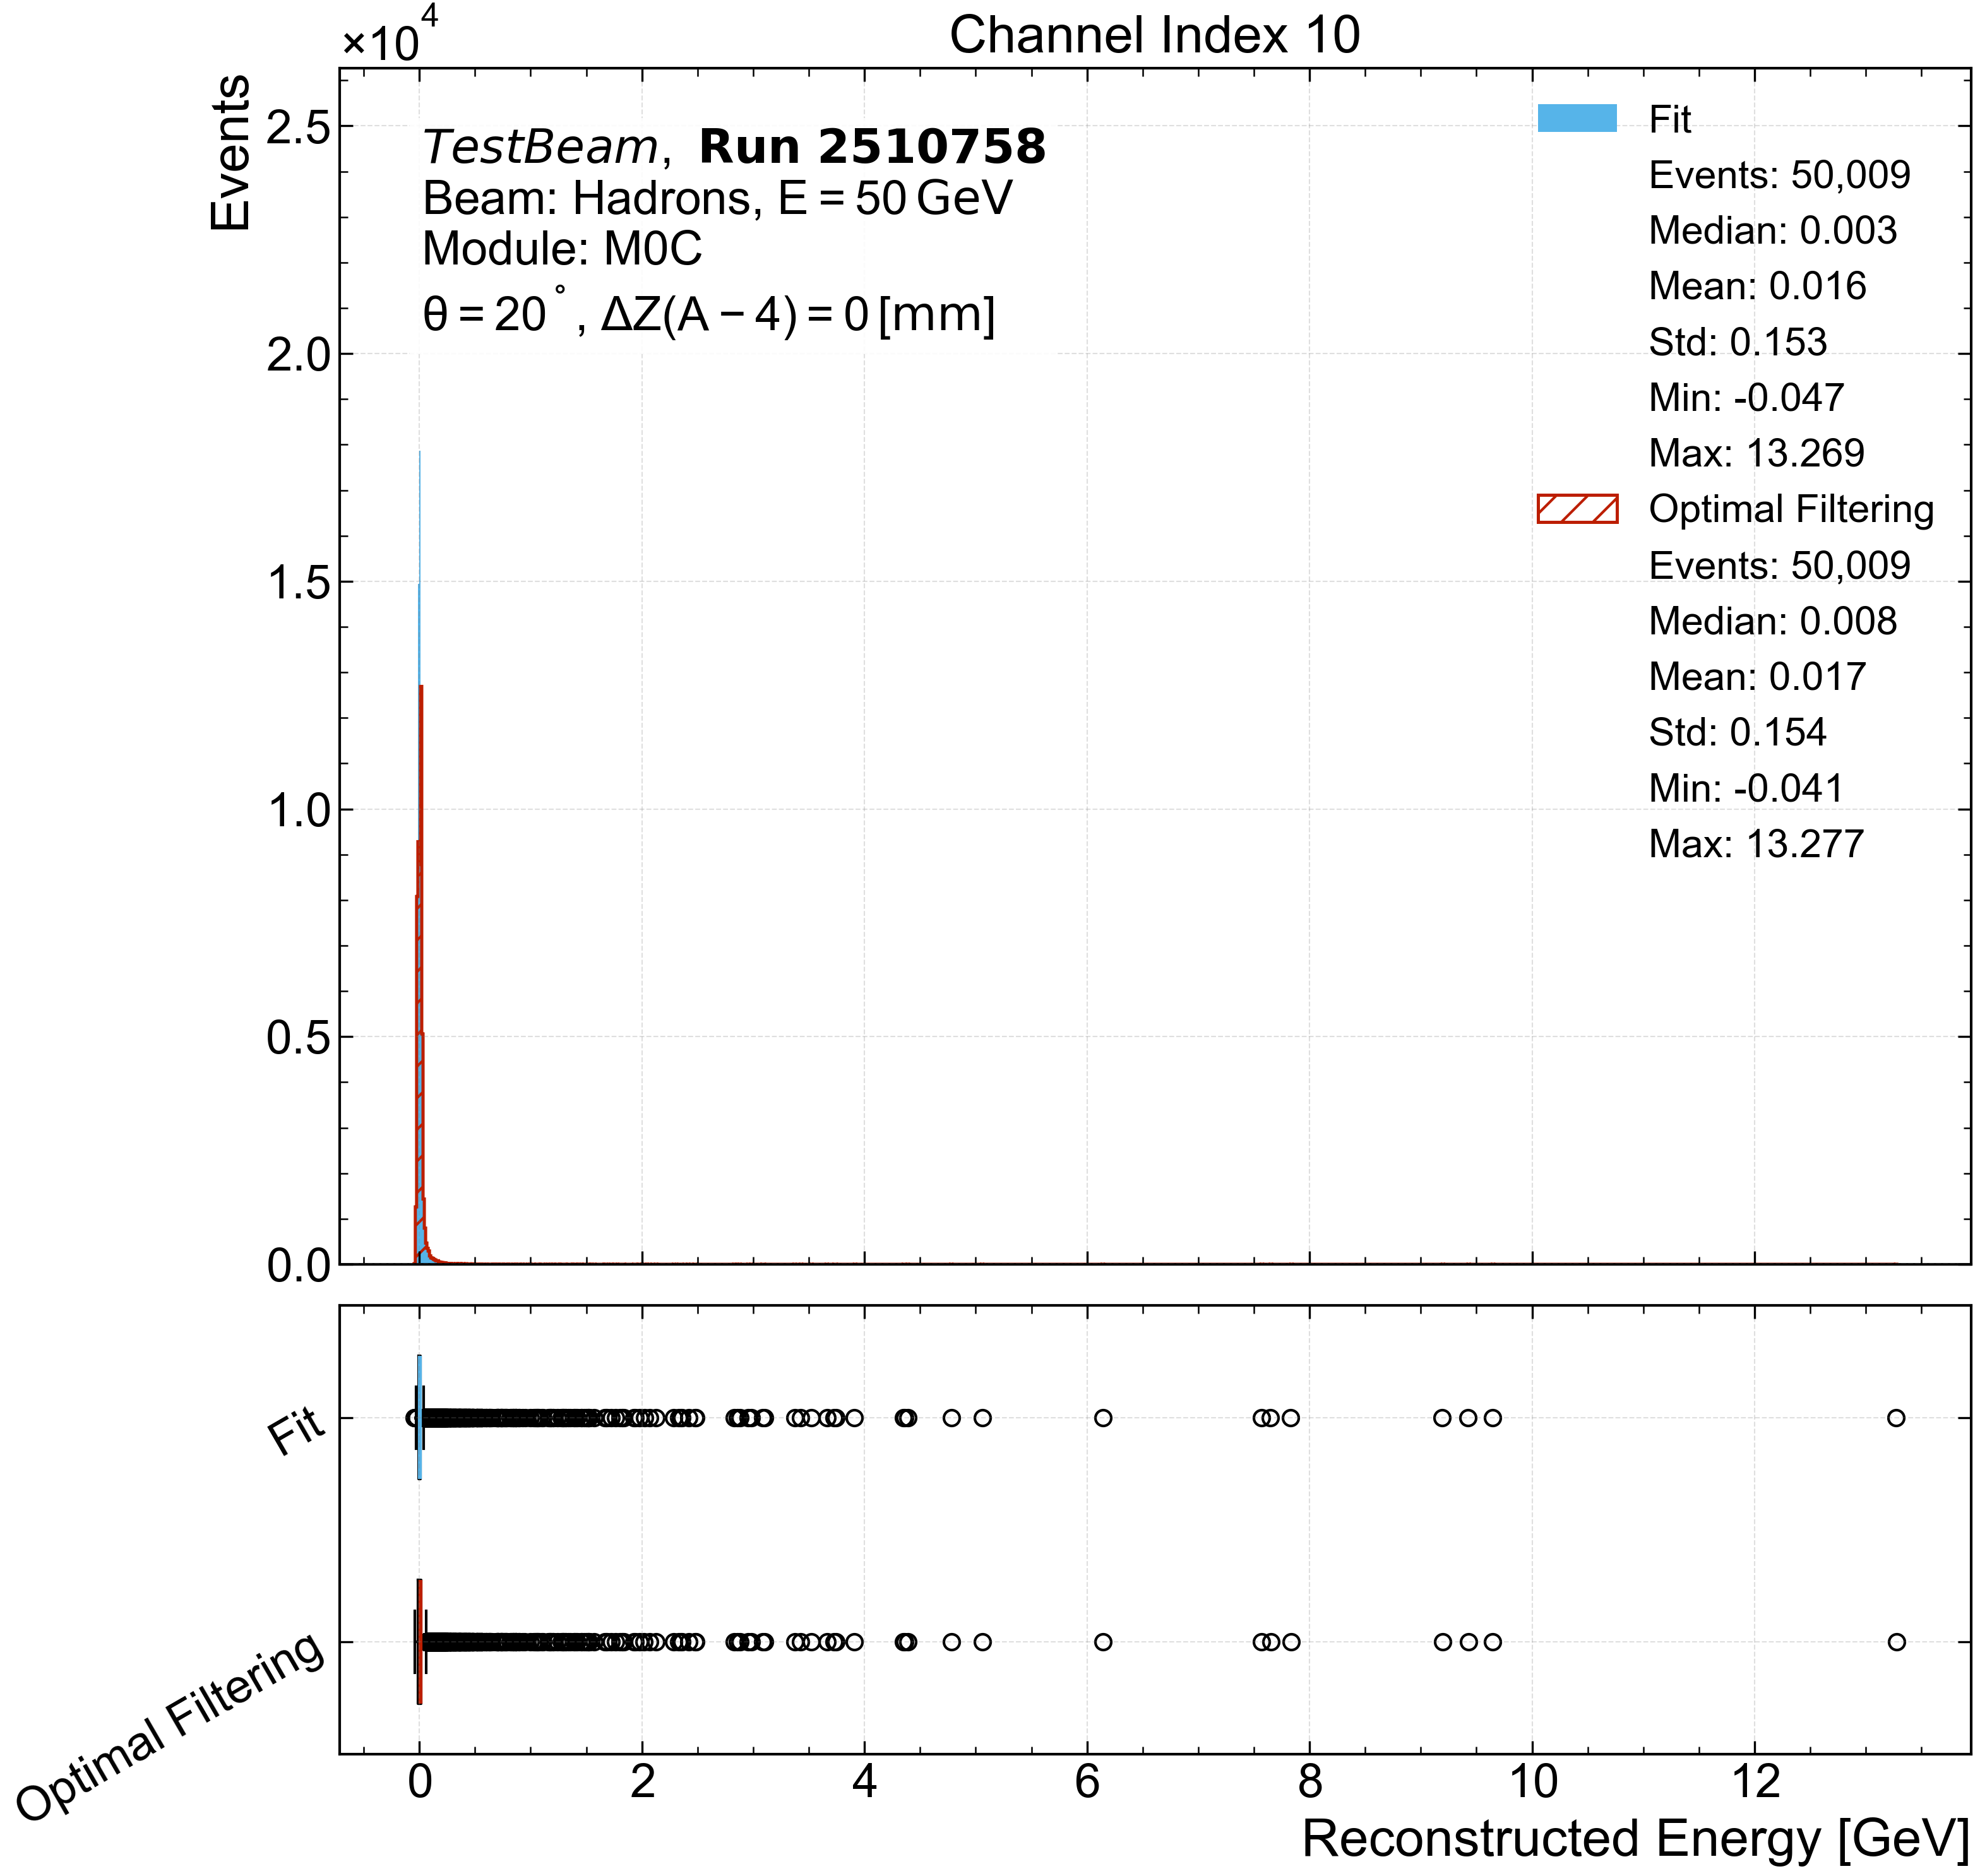 ×10⁴
Channel Index 10
Events
2.5
2.0
1.5
1.0
0.5
0.0
TestBeam, Run 2510758
Beam: Hadrons, E = 50 GeV
Module: M0C
θ = 20°, ΔZ(A − 4) = 0 [mm]
Fit
Events: 50,009
Median: 0.003
Mean: 0.016
Std: 0.153
Min: -0.047
Max: 13.269
Optimal Filtering
Events: 50,009
Median: 0.008
Mean: 0.017
Std: 0.154
Min: -0.041
Max: 13.277
Fit
Optimal Filtering
0 2 4 6 8 10 12
Reconstructed Energy [GeV]